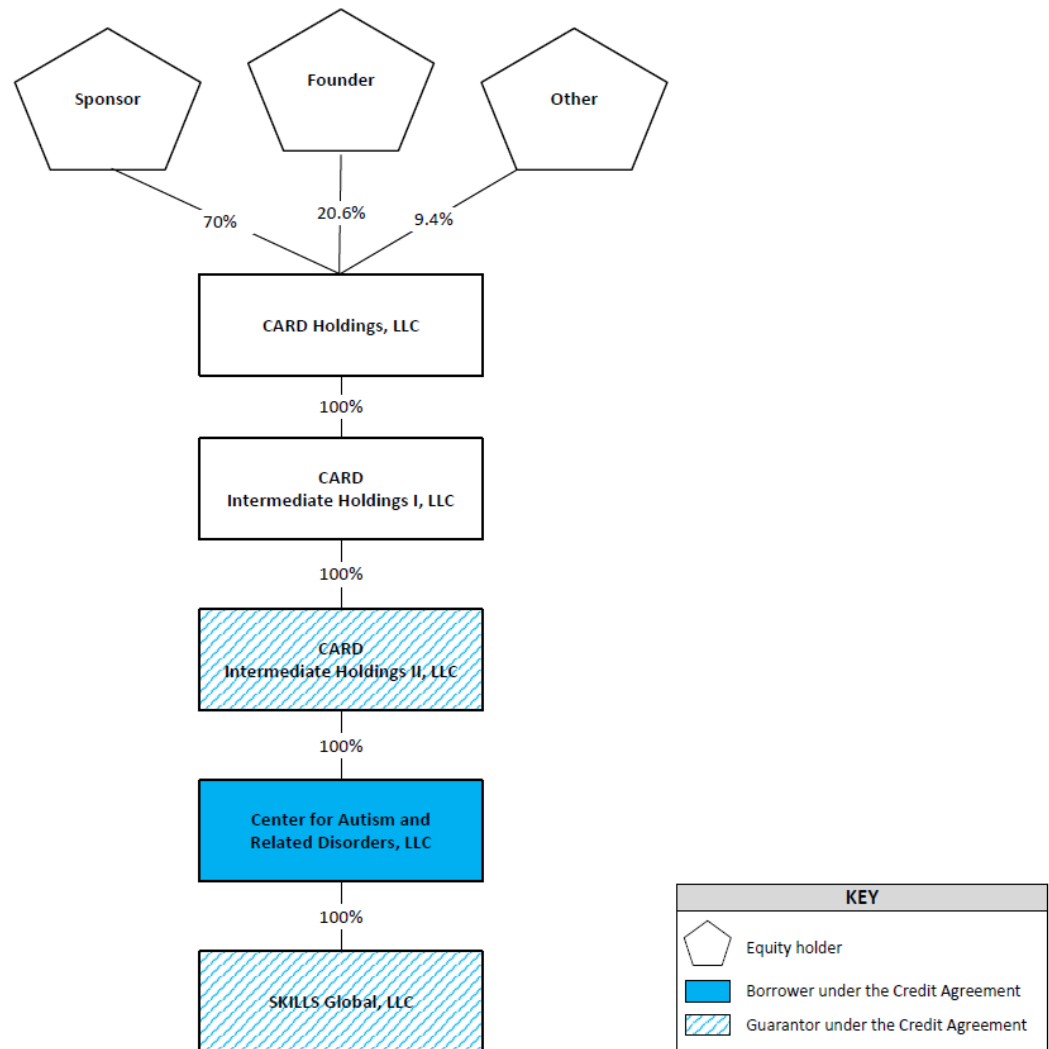 Sponsor
Founder
Other
70%
20.6%
9.4%
CARD Holdings, LLC
100%
CARD
Intermediate Holdings I, LLC
100%
CARD
Intermediate Holdings II, LLC
100%
Center for Autism and
Related Disorders, LLC
100%
SKILLS Global, LLC
KEY
Equity holder
Borrower under the Credit Agreement
Guarantor under the Credit Agreement